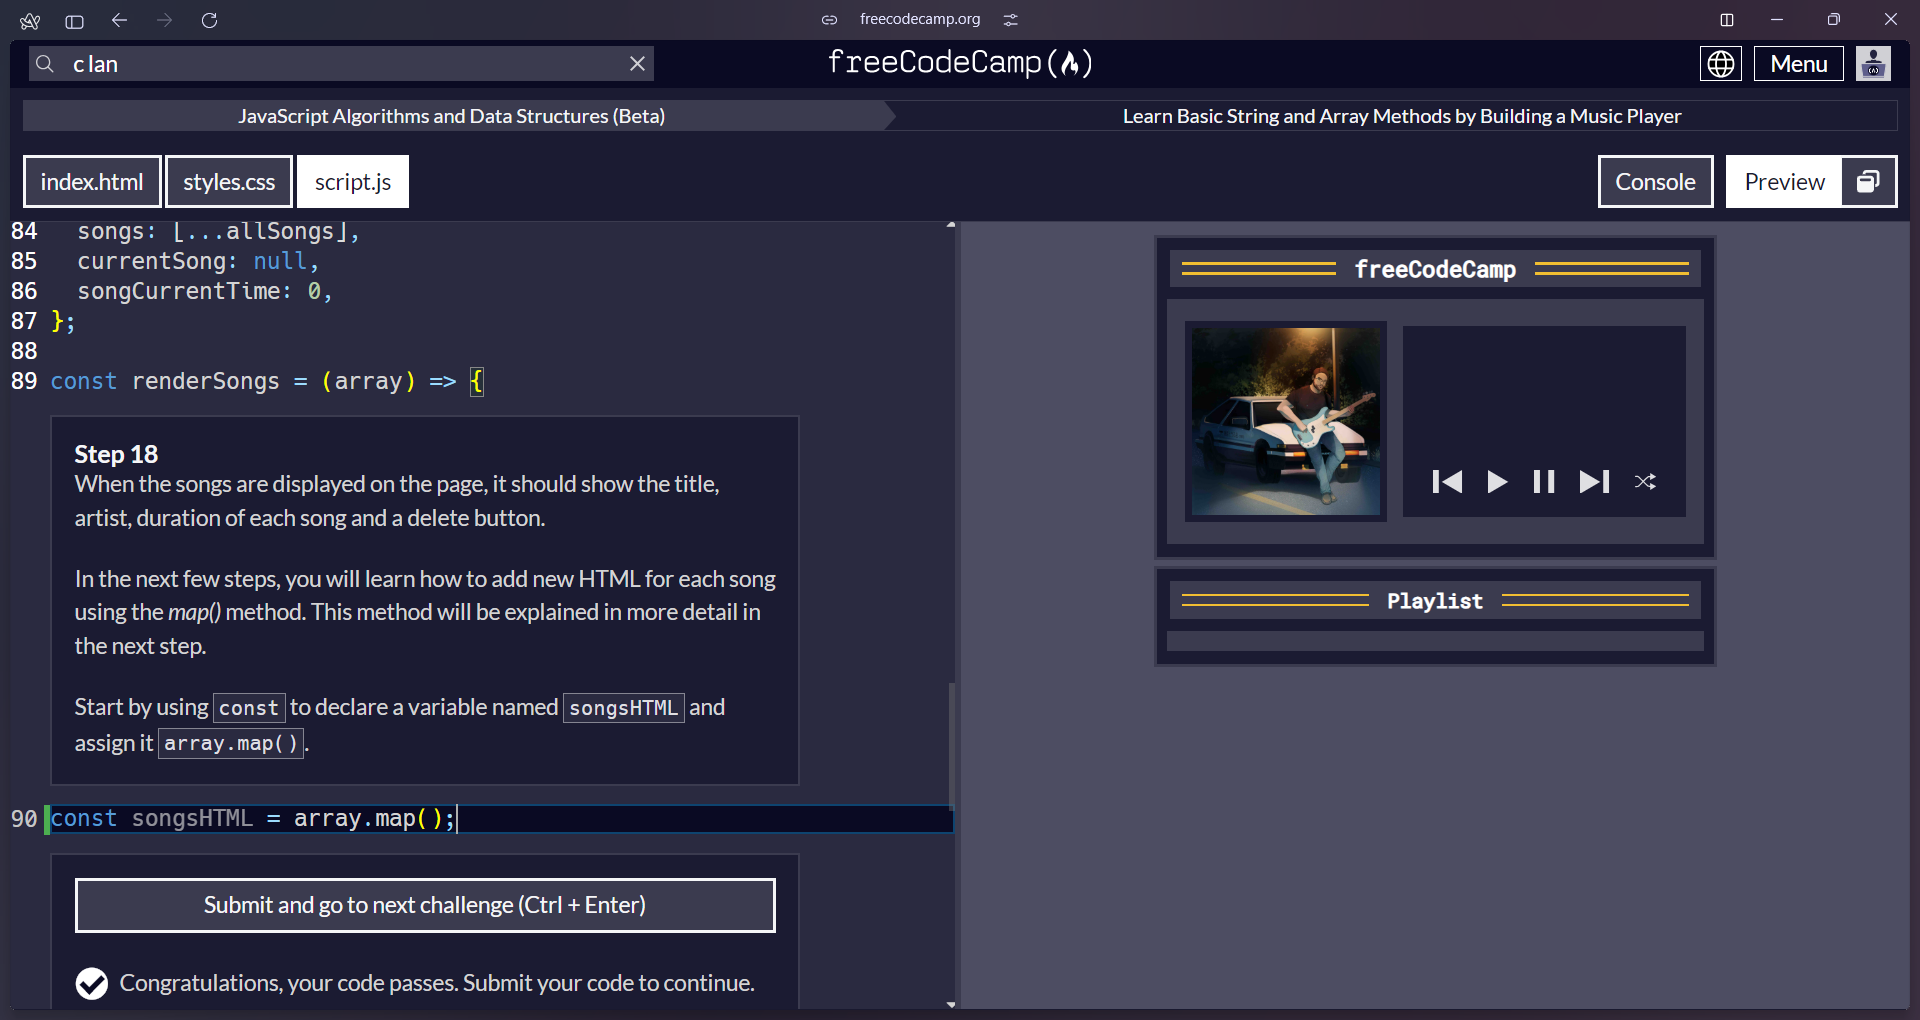 freecodecamp.org
c lan
freeCodeCamp
Menu
JavaScript Algorithms and Data Structures (Beta)
Learn Basic String and Array Methods by Building a Music Player
index.html
styles.css
script.js
Console
Preview
84 songs: [...allSongs],
85 currentSong: null,
86 songCurrentTime: 0,
87 };
88
89 const renderSongs = (array) => {
Step 18
When the songs are displayed on the page, it should show the title,
artist, duration of each song and a delete button.
In the next few steps, you will learn how to add new HTML for each song
using the map() method. This method will be explained in more detail in
the next step.
Start by using const to declare a variable named songsHTML and
assign it array.map().
90 const songsHTML = array.map();
Submit and go to next challenge (Ctrl + Enter)
Congratulations, your code passes. Submit your code to continue.
freeCodeCamp
Playlist